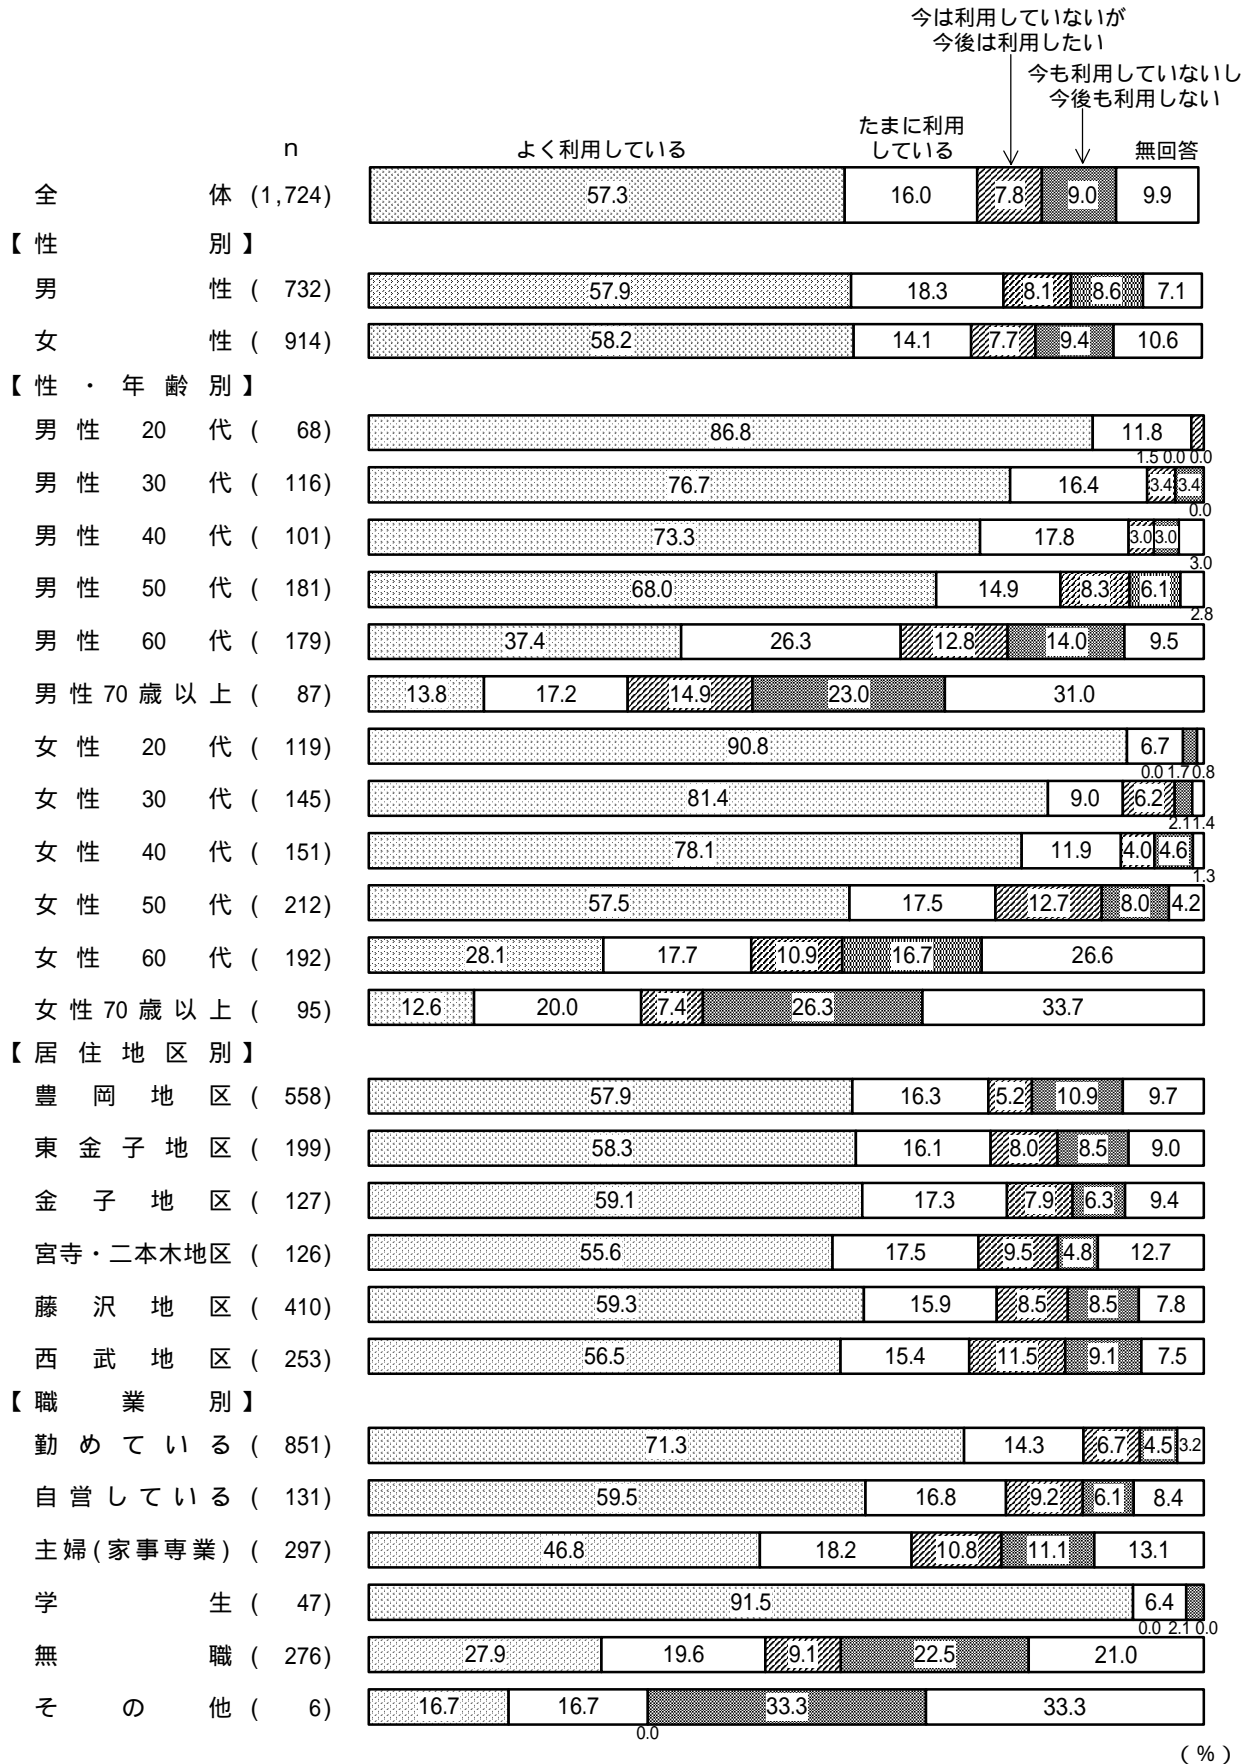 今は利用していないが
今後は利用したい
今も利用していないし
今後も利用しない
たまに利用
している
n よく利用している 無回答
全体 (1,724) 57.3 16.0 7.8 9.0 9.9
【性別】
男性 ( 732) 57.9 18.3 8.1 8.6 7.1
女性 ( 914) 58.2 14.1 7.7 9.4 10.6
【性・年齢別】
男性 20代 ( 68) 86.8 11.8
1.5 0.0 0.0
男性 30代 ( 116) 76.7 16.4 3.4 3.4
0.0
男性 40代 ( 101) 73.3 17.8 3.0 3.0
3.0
男性 50代 ( 181) 68.0 14.9 8.3 6.1
2.8
男性 60代 ( 179) 37.4 26.3 12.8 14.0 9.5
男性70歳以上 ( 87) 13.8 17.2 14.9 23.0 31.0
女性 20代 ( 119) 90.8 6.7
0.0 1.7 0.8
女性 30代 ( 145) 81.4 9.0 6.2
2.1 1.4
女性 40代 ( 151) 78.1 11.9 4.0 4.6
1.3
女性 50代 ( 212) 57.5 17.5 12.7 8.0 4.2
女性 60代 ( 192) 28.1 17.7 10.9 16.7 26.6
女性70歳以上 ( 95) 12.6 20.0 7.4 26.3 33.7
【居住地区別】
豊岡地区 ( 558) 57.9 16.3 5.2 10.9 9.7
東金子地区 ( 199) 58.3 16.1 8.0 8.5 9.0
金子地区 ( 127) 59.1 17.3 7.9 6.3 9.4
宮寺・二本木地区 ( 126) 55.6 17.5 9.5 4.8 12.7
藤沢地区 ( 410) 59.3 15.9 8.5 8.5 7.8
西武地区 ( 253) 56.5 15.4 11.5 9.1 7.5
【職業別】
勤めている ( 851) 71.3 14.3 6.7 4.5 3.2
自営している ( 131) 59.5 16.8 9.2 6.1 8.4
主婦(家事専業) ( 297) 46.8 18.2 10.8 11.1 13.1
学生 ( 47) 91.5 6.4
0.0 2.1 0.0
無職 ( 276) 27.9 19.6 9.1 22.5 21.0
その他 ( 6) 16.7 16.7 33.3 33.3
0.0
(%)